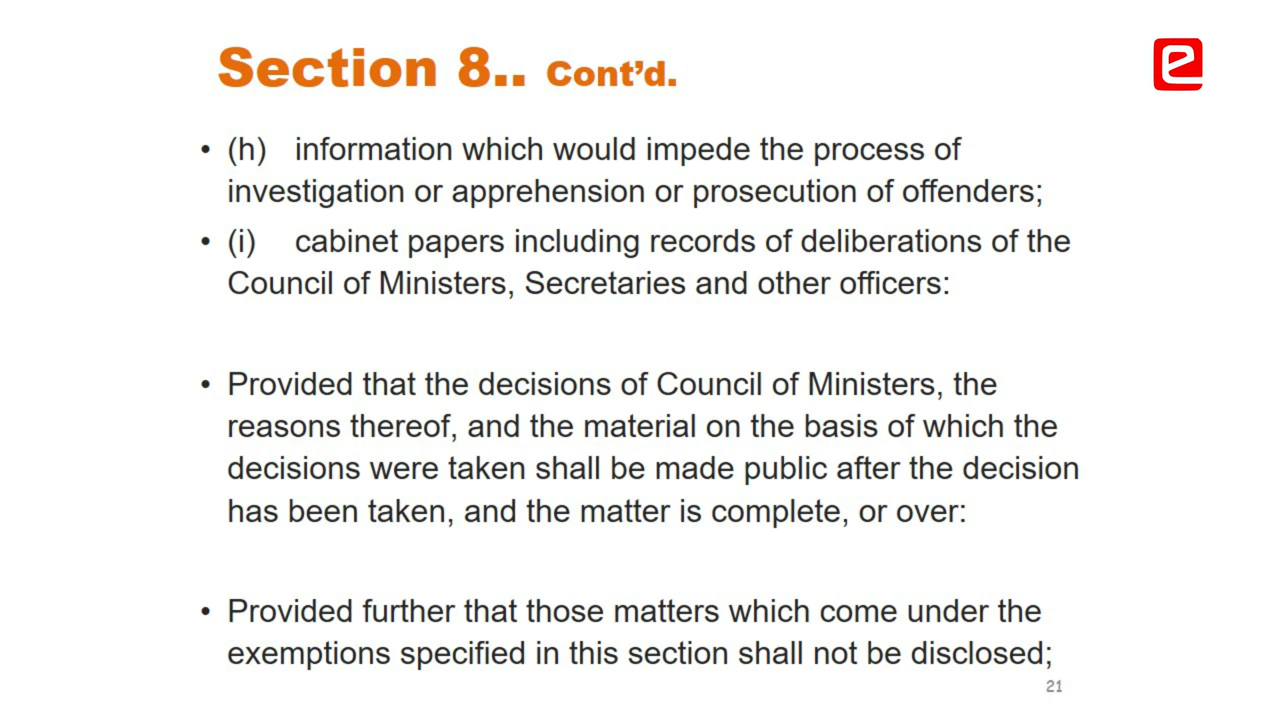 Section 8.. Cont’d.
• (h) information which would impede the process of
investigation or apprehension or prosecution of offenders;
• (i) cabinet papers including records of deliberations of the
Council of Ministers, Secretaries and other officers:
• Provided that the decisions of Council of Ministers, the
reasons thereof, and the material on the basis of which the
decisions were taken shall be made public after the decision
has been taken, and the matter is complete, or over:
• Provided further that those matters which come under the
exemptions specified in this section shall not be disclosed;
21